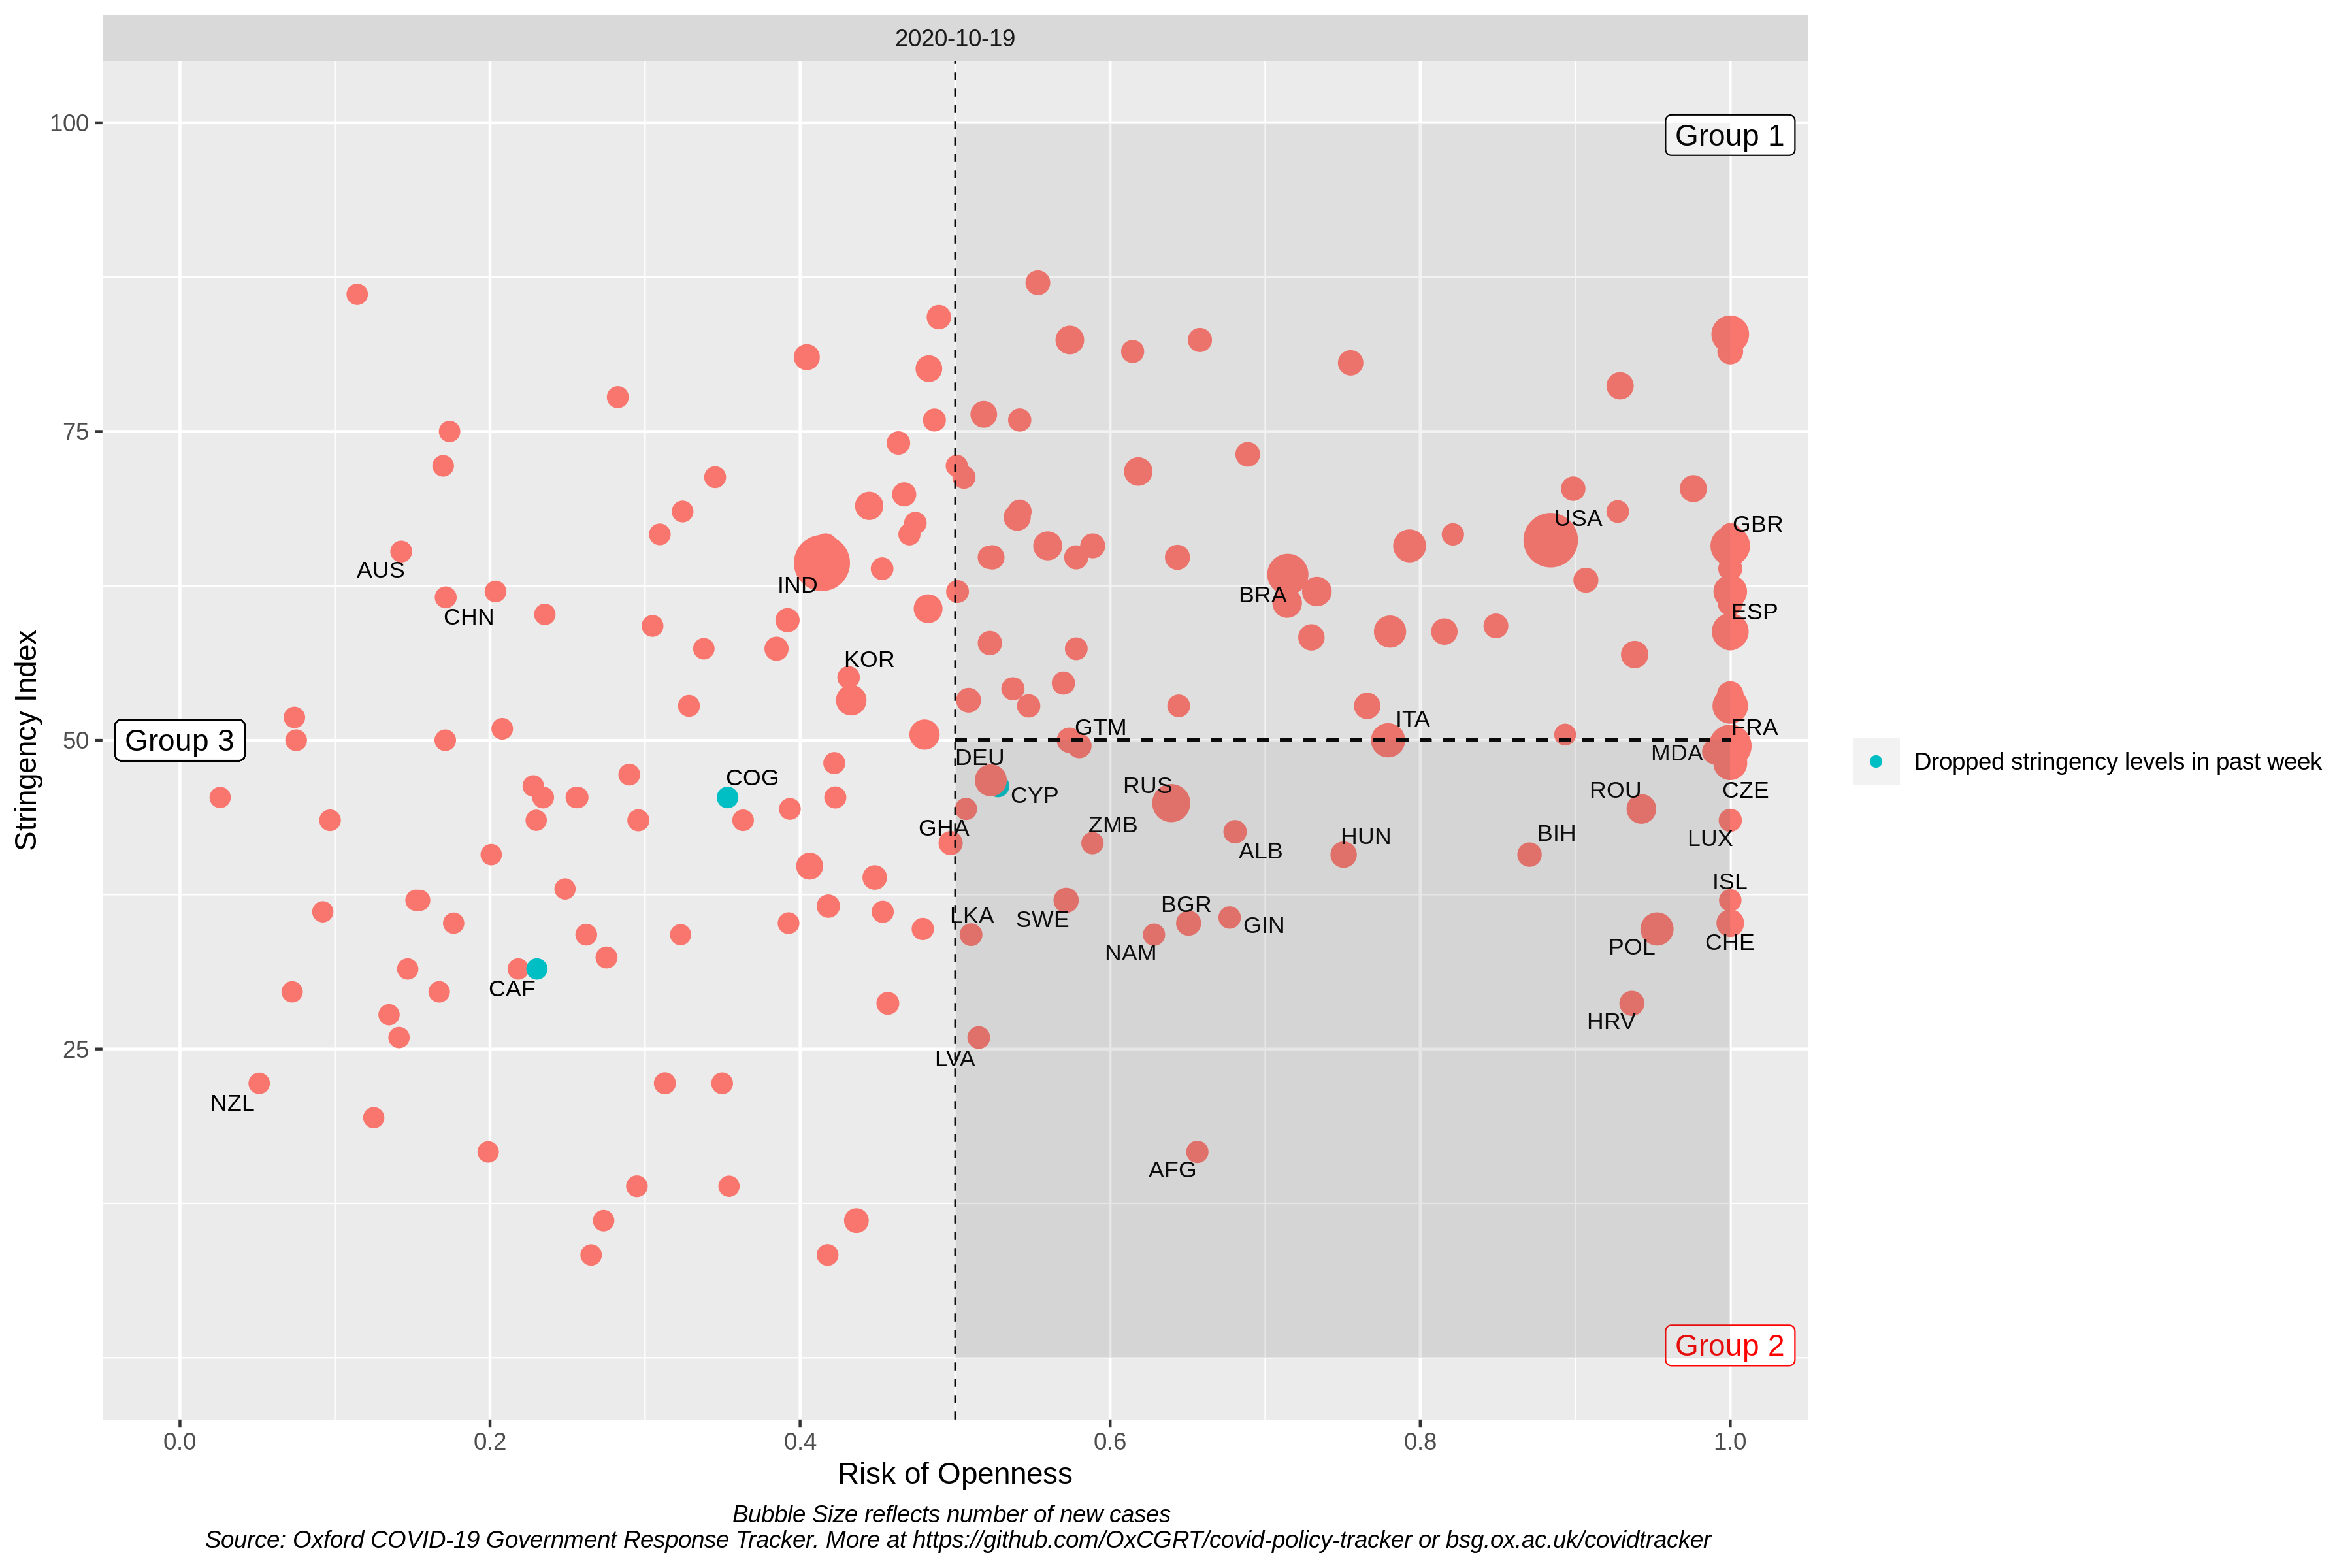 2020-10-19
100
Group 1
USA
GBR
AUS
IND
BRA
CHN
ESP
KOR
75
Stringency Index
Group 3
50
GTM
ITA
FRA
DEU
MDA
COG
RUS
ROU
CZE
CYP
GHA
ZMB
HUN
BIH
LUX
ALB
ISL
LKA
SWE
BGR
GIN
NAM
POL
CHE
CAF
HRV
25
LVA
NZL
AFG
Group 2
0.0
0.2
0.4
0.6
0.8
1.0
Risk of Openness
Dropped stringency levels in past week
Bubble Size reflects number of new cases
Source: Oxford COVID-19 Government Response Tracker. More at https://github.com/OxCGRT/covid-policy-tracker or bsg.ox.ac.uk/covidtracker